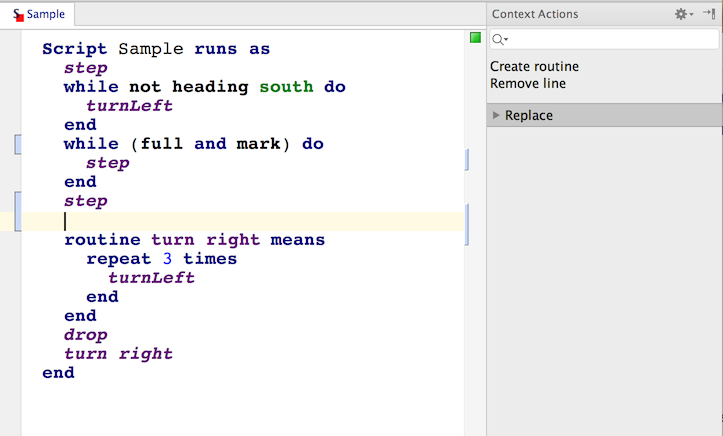 Sample
Script Sample runs as
step
while not heading south do
turnLeft
end
while (full and mark) do
step
end
step
routine turn right means
repeat 3 times
turnLeft
end
end
drop
turn right
end
Context Actions
Create routine
Remove line
Replace